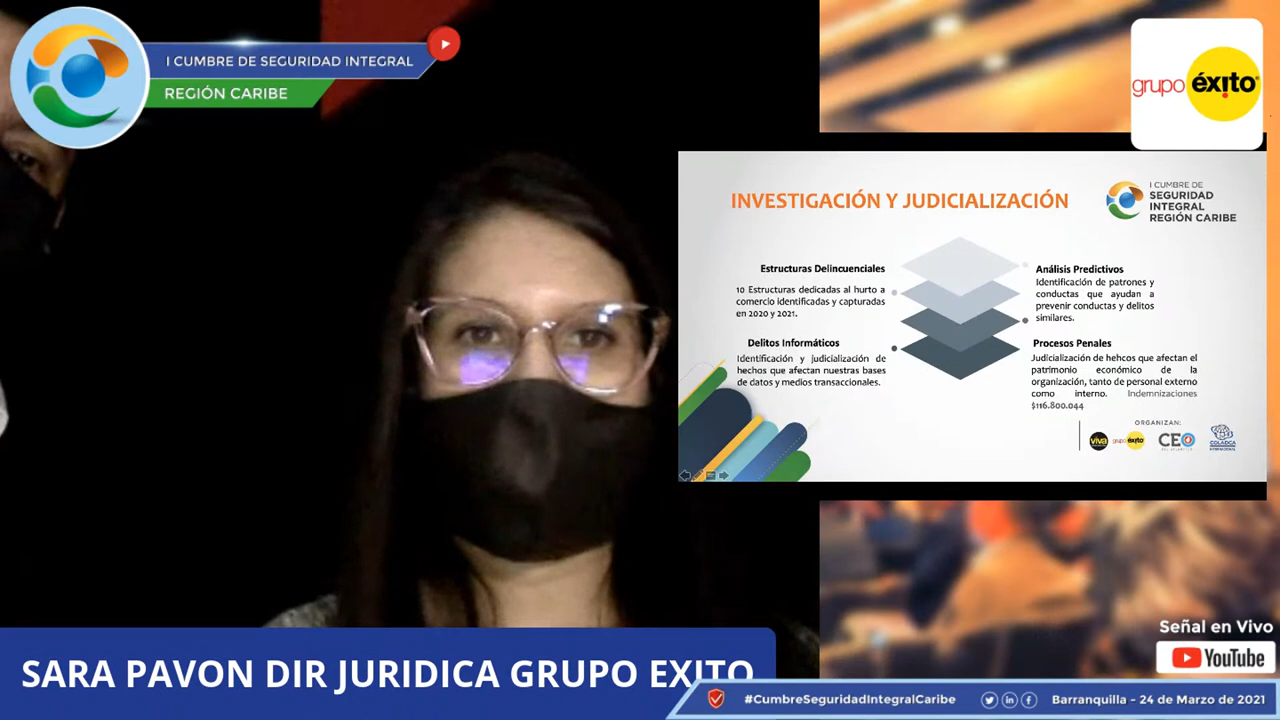 I CUMBRE DE SEGURIDAD INTEGRAL
REGIÓN CARIBE
grupo éxito
INVESTIGACIÓN Y JUDICIALIZACIÓN
I CUMBRE DE
SEGURIDAD
INTEGRAL
REGIÓN CARIBE
Estructuras Delincuenciales
10 Estructuras dedicadas al hurto a
comercio identificadas y capturadas
en 2020 y 2021.
Análisis Predictivos
Identificación de patrones y
conductas que ayudan a
prevenir conductas y delitos
similares.
Delitos Informáticos
Identificación y judicialización de
hechos que afectan nuestras bases
de datos y medios transaccionales.
Procesos Penales
Judicialización de hehcos que afectan el
patrimonio económico de la
organización, tanto de personal externo
como interno. Indemnizaciones
$116.800.044
ORGANIZAN:
viva
grupo éxito
CEO
COLADCA
Señal en Vivo
YouTube
SARA PAVON DIR JURIDICA GRUPO EXITO
#CumbreSeguridadIntegralCaribe
Barranquilla - 24 de Marzo de 2021